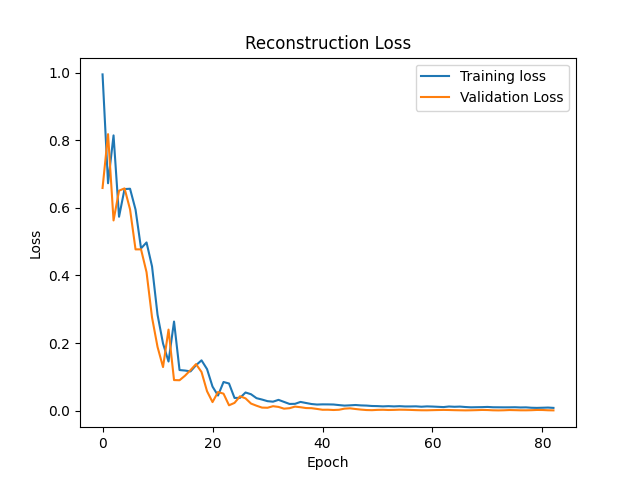 Reconstruction Loss
Training loss
Validation Loss
1.0
0.8
0.6
0.4
0.2
0.0
Loss
0 20 40 60 80
Epoch